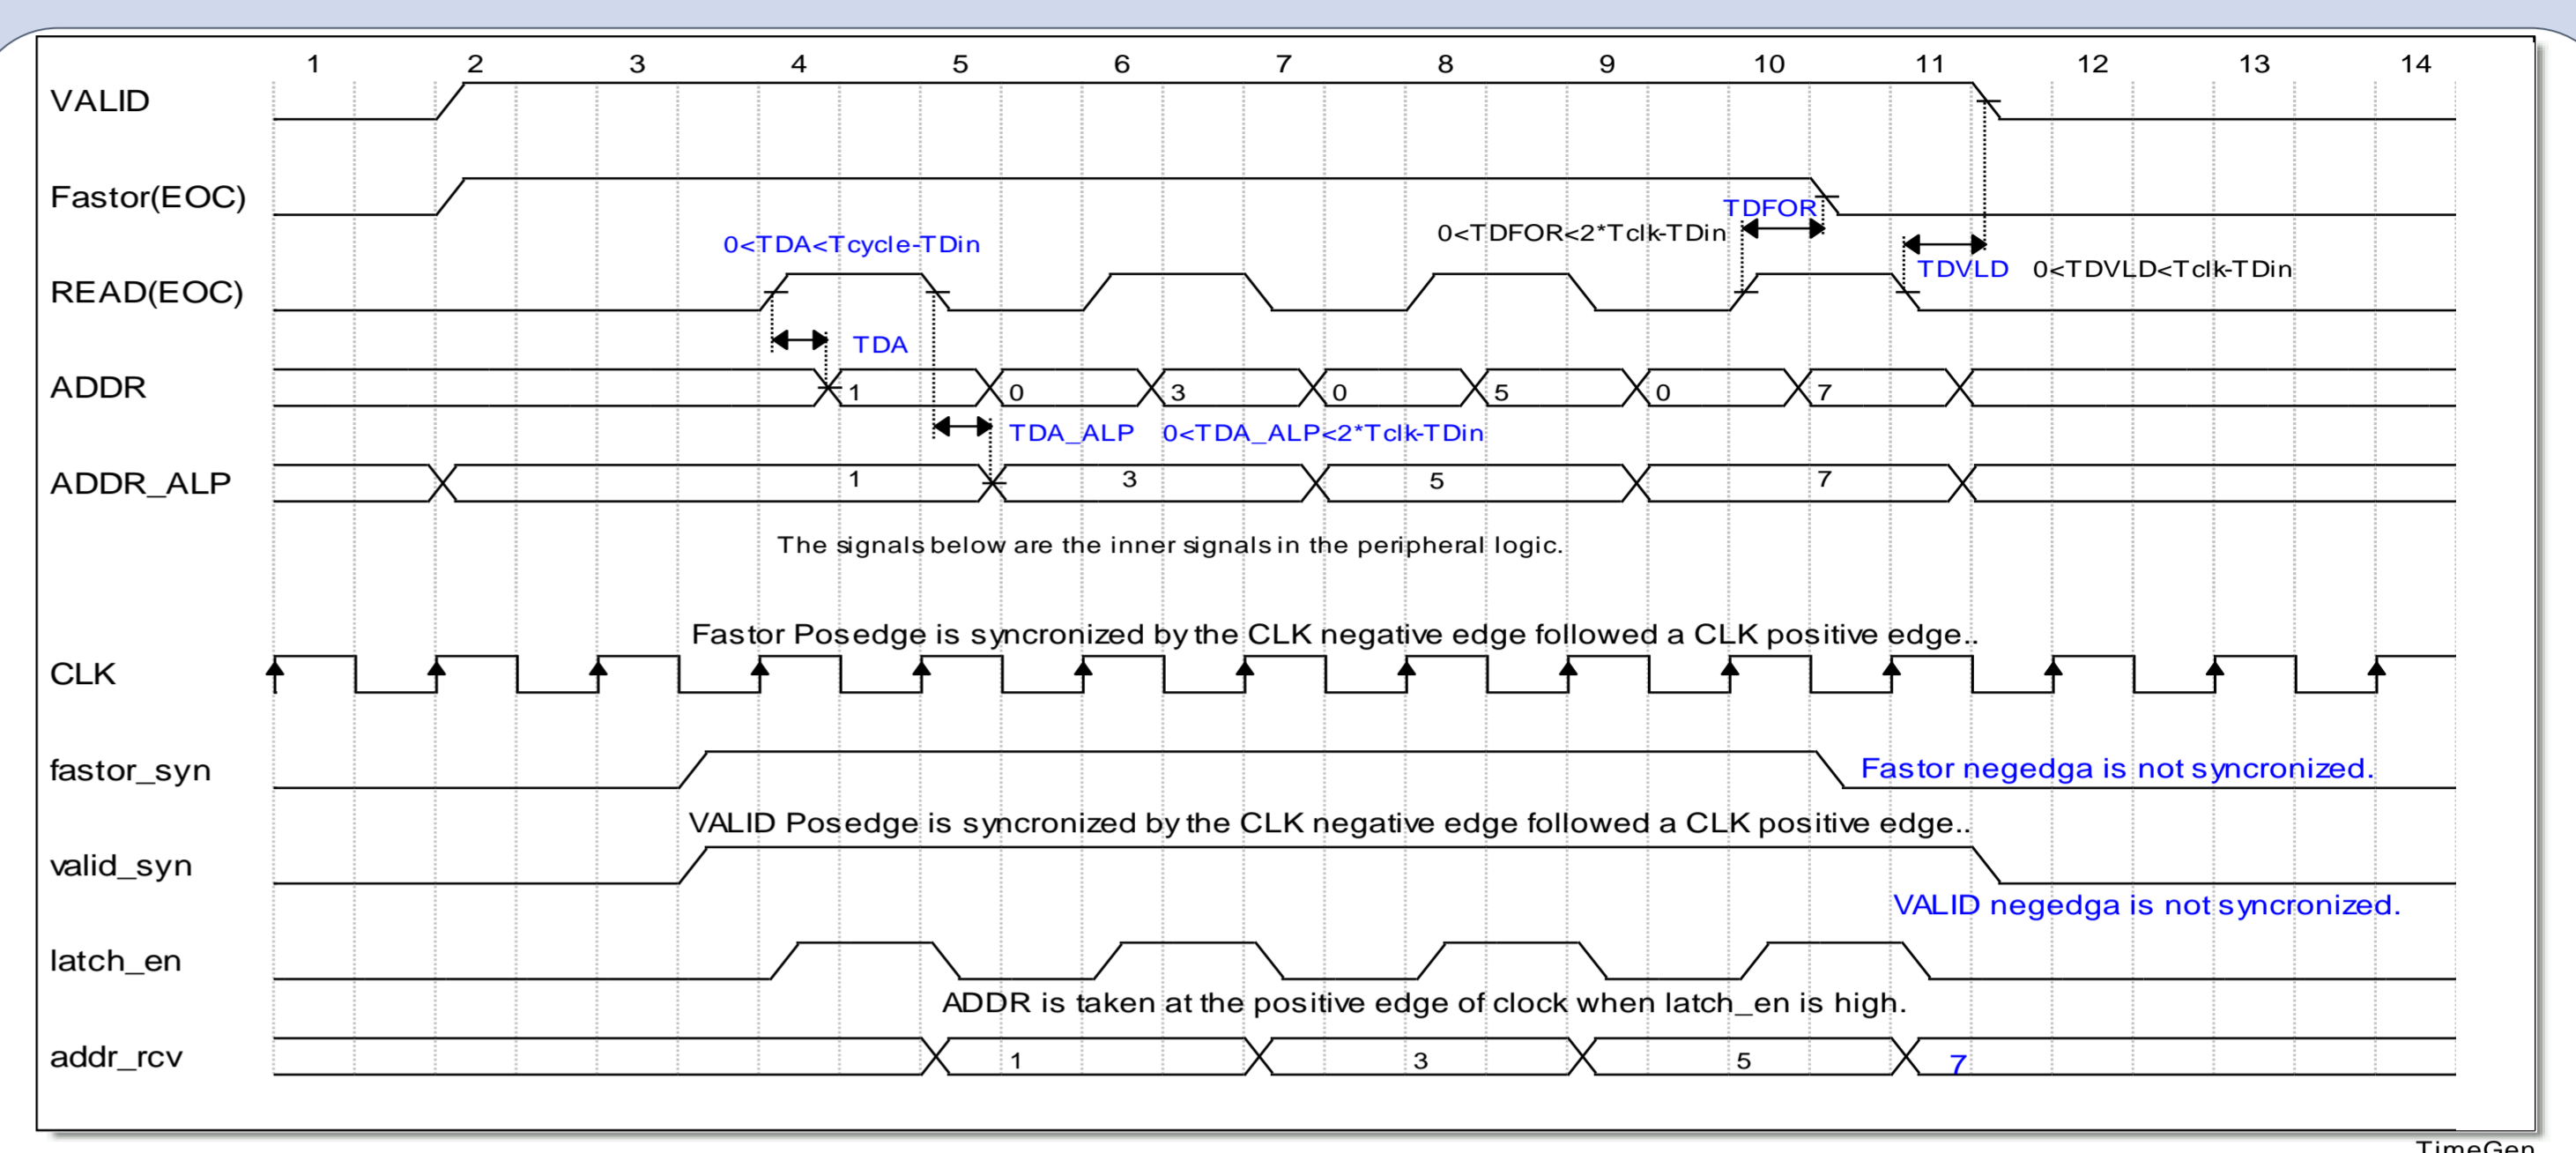 1 2 3 4 5 6 7 8 9 10 11 12 13 14
VALID
Fastor(EOC)
TDFOR
0<TDFOR<2*Tclk-TDin
0<TDA<Tcycle-TDin
TDVLD 0<TDVLD<Tclk-TDin
READ(EOC)
TDA
ADDR 1 0 3 0 5 0 7
TDA_ALP 0<TDA_ALP<2*Tclk-TDin
ADDR_ALP 1 3 5 7
The signals below are the inner signals in the peripheral logic.
Fastor Posedge is syncronized by the CLK negative edge followed a CLK positive edge..
CLK
fastor_syn
Fastor negedga is not syncronized.
VALID Posedge is syncronized by the CLK negative edge followed a CLK positive edge..
valid_syn
VALID negedga is not syncronized.
latch_en
ADDR is taken at the positive edge of clock when latch_en is high.
addr_rcv 1 3 5 7
TimeGen